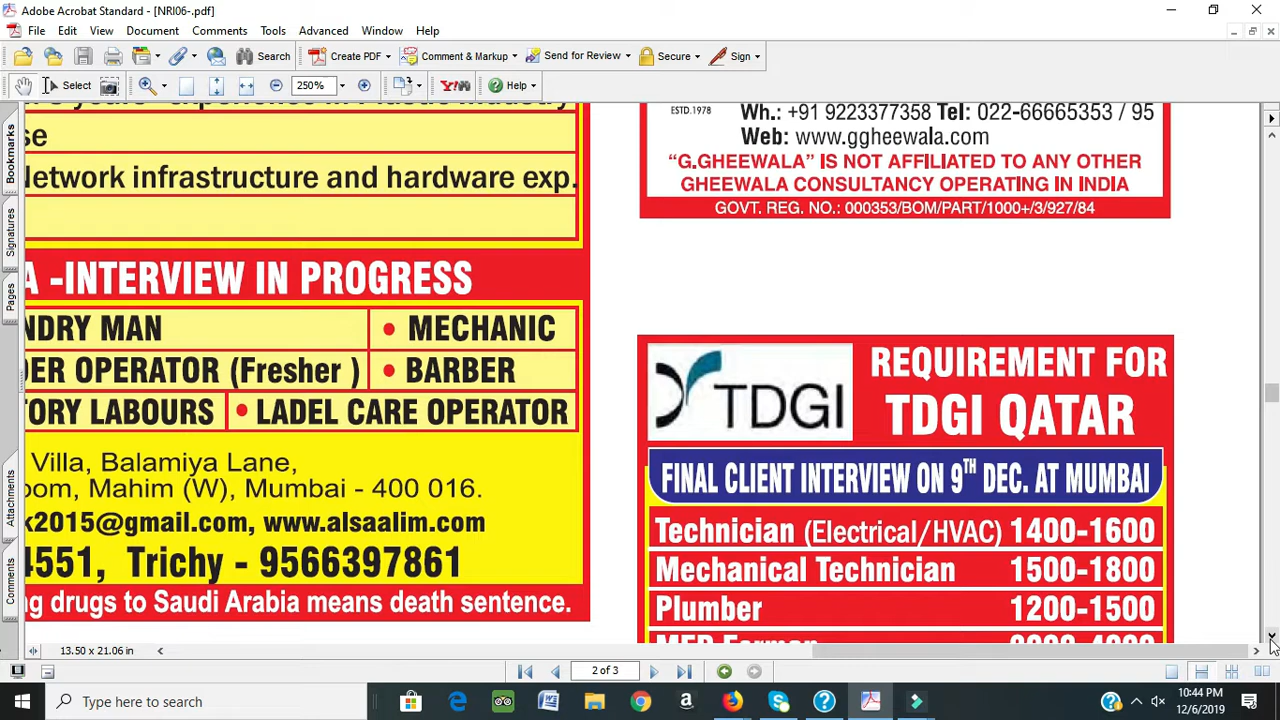 Adobe Acrobat Standard - [NRI06-.pdf]
File Edit View Document Comments Tools Advanced Window Help
Search Create PDF Comment & Markup Send for Review Secure Sign
Select 250% Y! Help
Bookmarks
Signatures
Pages
Attachments
Comments
se
Network infrastructure and hardware exp.
A -INTERVIEW IN PROGRESS
NDRY MAN • MECHANIC
DER OPERATOR (Fresher ) • BARBER
TORY LABOURS • LADEL CARE OPERATOR
Villa, Balamiya Lane,
oom, Mahim (W), Mumbai - 400 016.
k2015@gmail.com, www.alsaalim.com
4551, Trichy - 9566397861
ng drugs to Saudi Arabia means death sentence.
ESTD.1978
Wh.: +91 9223377358 Tel: 022-66665353 / 95
Web: www.ggheewala.com
“G.GHEEWALA” IS NOT AFFILIATED TO ANY OTHER
GHEEWALA CONSULTANCY OPERATING IN INDIA
GOVT. REG. NO.: 000353/BOM/PART/1000+/3/927/84
TDGI
REQUIREMENT FOR
TDGI QATAR
FINAL CLIENT INTERVIEW ON 9TH DEC. AT MUMBAI
Technician (Electrical/HVAC) 1400-1600
Mechanical Technician 1500-1800
Plumber 1200-1500
13.50 x 21.06 in
2 of 3
Type here to search
10:44 PM
12/6/2019